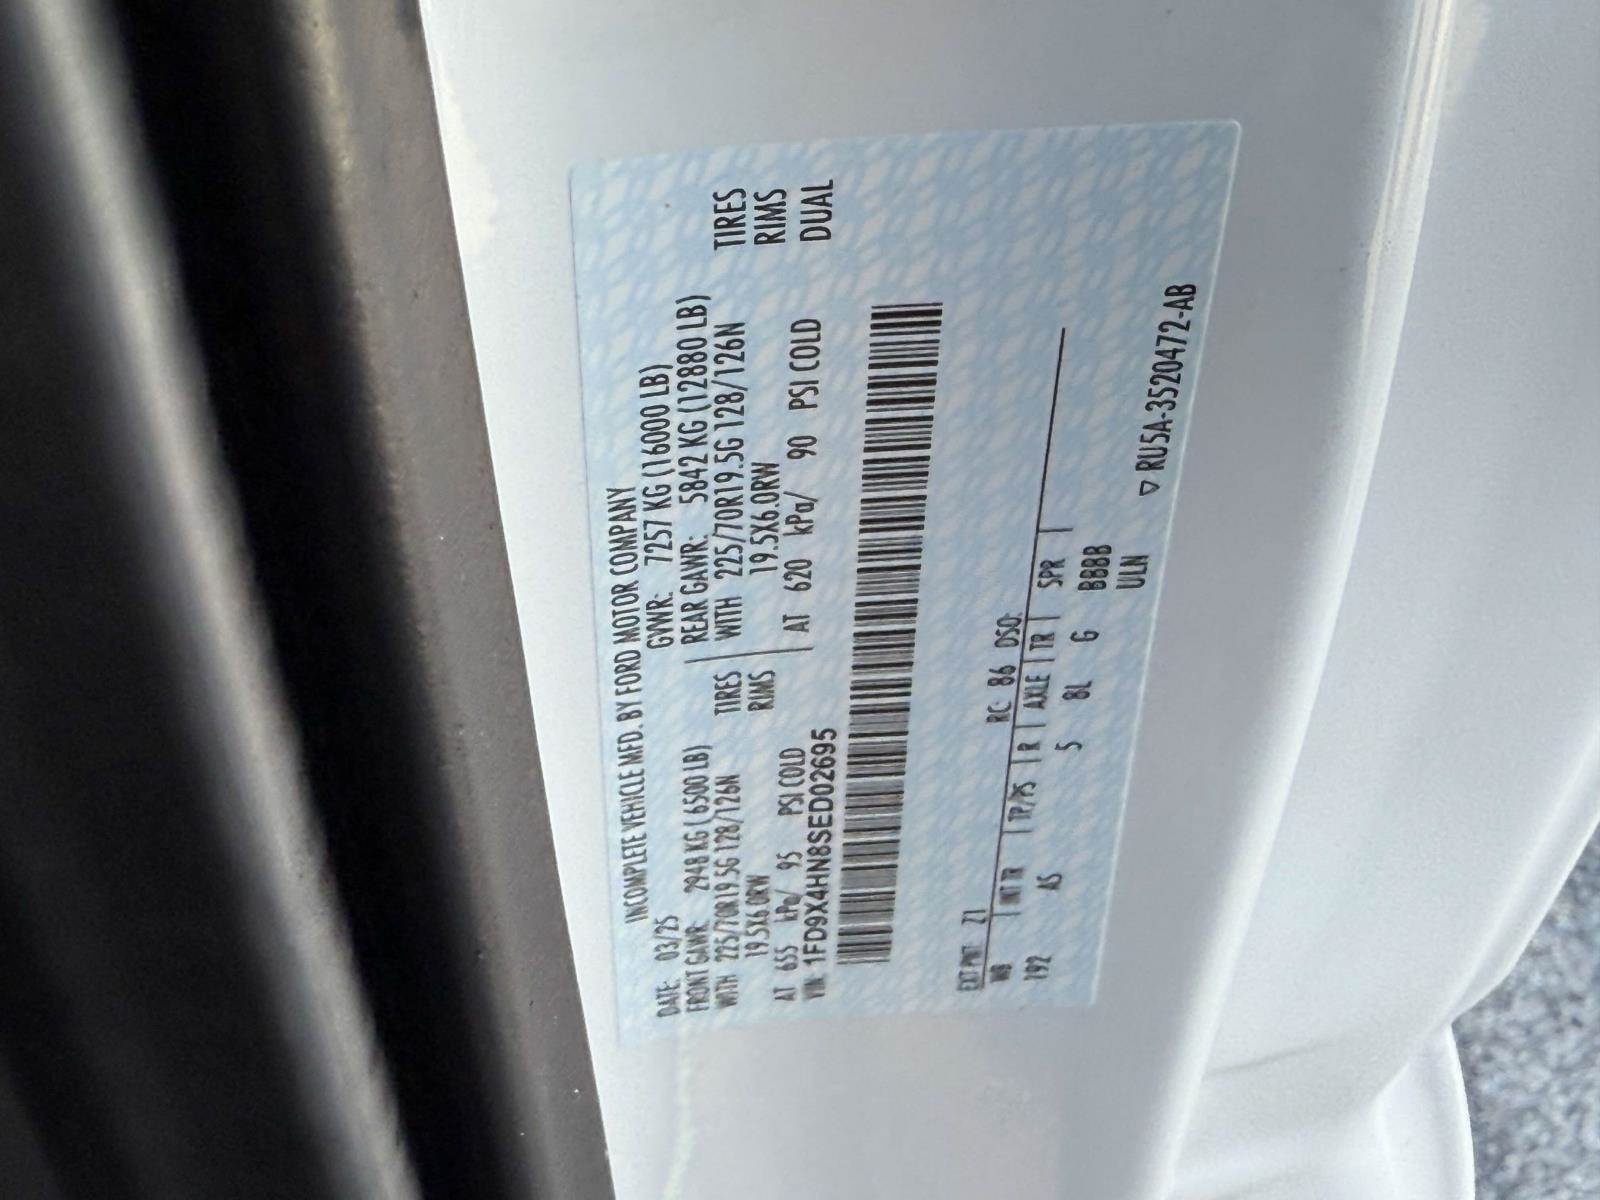 INCOMPLETE VEHICLE MFD. BY FORD MOTOR COMPANY
DATE: 03/25 GVWR: 7257 KG (16000 LB)
FRONT GAWR: 2948 KG (6500 LB) REAR GAWR: 5842 KG (12880 LB)
WITH 225/70R19.5G 128/126N TIRES WITH 225/70R19.5G 128/126N TIRES
19.5X6.0RW RIMS 19.5X6.0RW RIMS
AT 655 kPa/ 95 PSI COLD AT 620 kPa/ 90 PSI COLD DUAL
VIN: 1FD9X4HN8SED02695
EXT PNT: Z1 RC: 86 DSO:
WB INT TR TP/PS R AXLE TR SPR
192 AS 5 8L G BBBB
ULN
▽ RU5A-3520472-AB